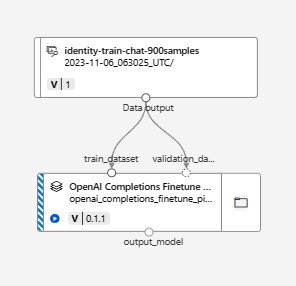 identity-train-chat-900samples
2023-11-06_063025_UTC/
V 1
Data output
train_dataset validation_da...
OpenAI Completions Finetune ...
openai_completions_finetune_pi...
V 0.1.1
output_model